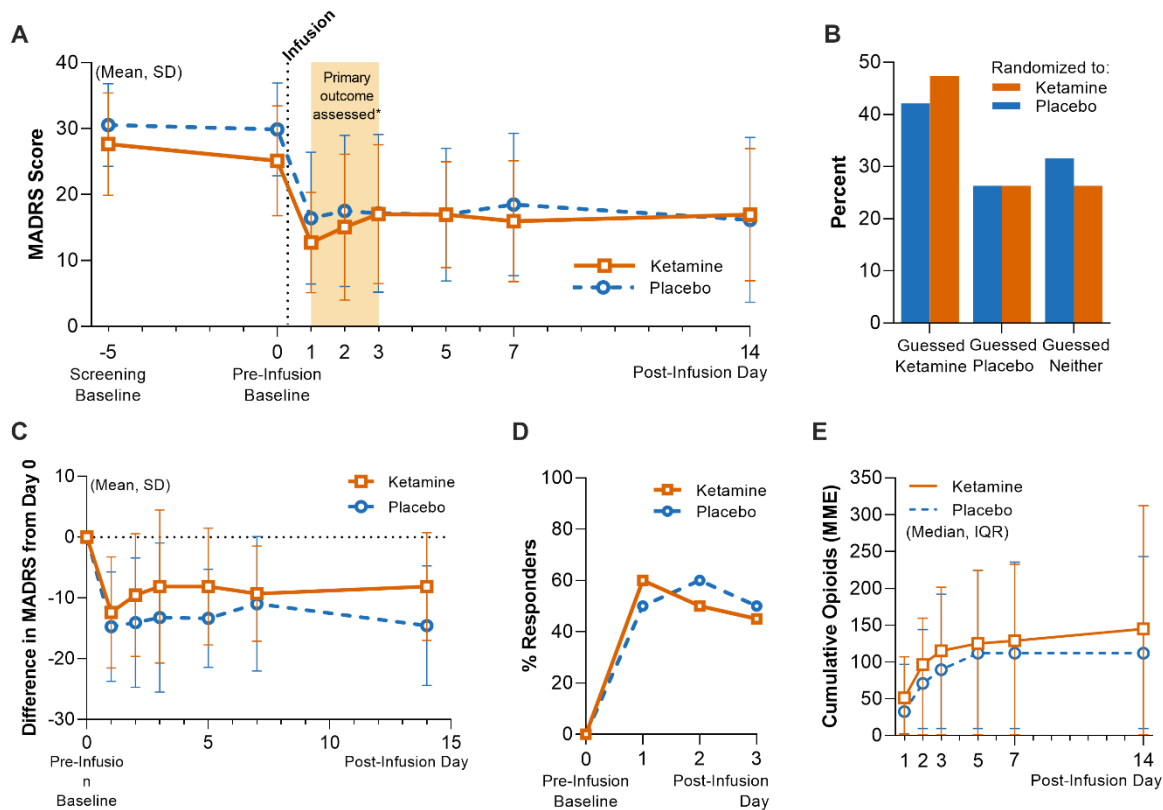 A
Infusion
(Mean, SD)
Primary
outcome
assessed*
MADRS Score
40
30
20
10
0
Ketamine
Placebo
-5
0
1
2
3
5
7
14
Screening
Baseline
Pre-Infusion
Baseline
Post-Infusion Day
B
Randomized to:
Ketamine
Placebo
Percent
50
40
30
20
10
0
Guessed
Ketamine
Guessed
Placebo
Guessed
Neither
C
(Mean, SD)
Ketamine
Placebo
Difference in MADRS from Day 0
10
0
-10
-20
-30
0
5
10
15
Pre-Infusio
n
Baseline
Post-Infusion Day
D
Ketamine
Placebo
% Responders
100
80
60
40
20
0
0
1
2
3
Pre-Infusion
Baseline
Post-Infusion
Day
E
Ketamine
Placebo
(Median, IQR)
Cumulative Opioids (MME)
350
300
250
200
150
100
50
0
1
2
3
5
7
14
Post-Infusion Day